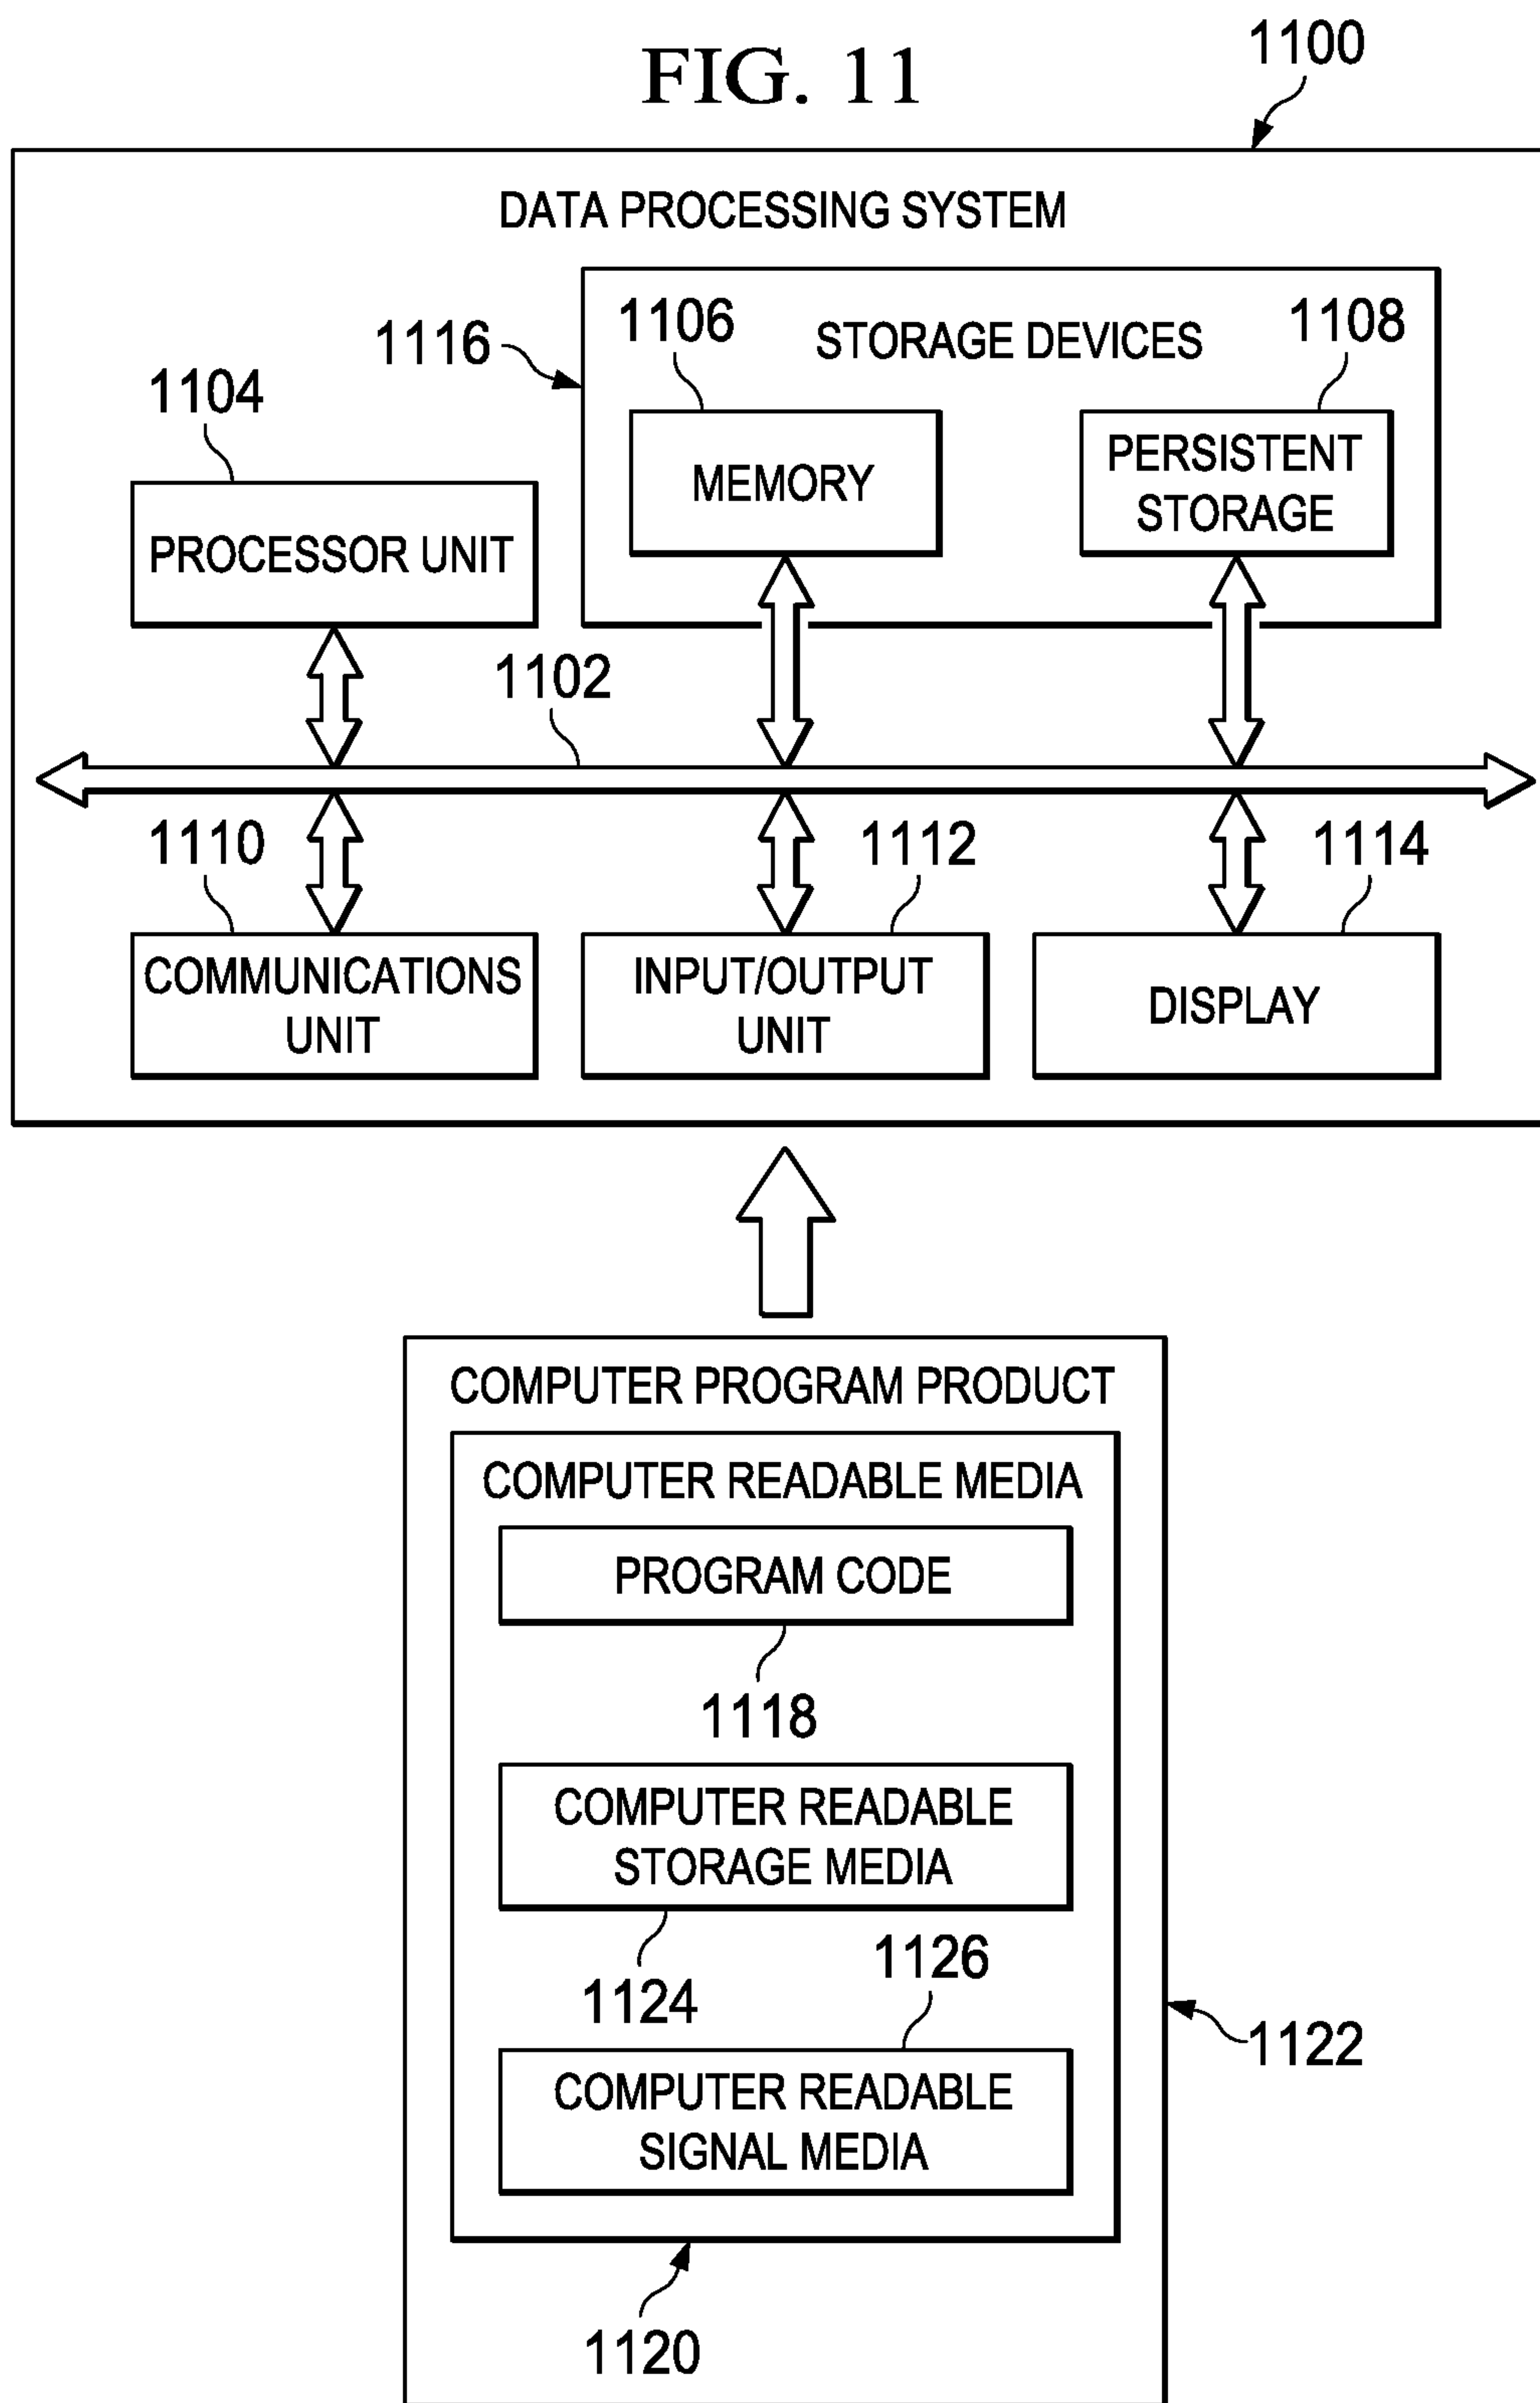 FIG. 11
1100
DATA PROCESSING SYSTEM
1116
1106
STORAGE DEVICES
1108
1104
MEMORY
PERSISTENT
STORAGE
PROCESSOR UNIT
1102
1110
1112
1114
COMMUNICATIONS
UNIT
INPUT/OUTPUT
UNIT
DISPLAY
COMPUTER PROGRAM PRODUCT
COMPUTER READABLE MEDIA
PROGRAM CODE
1118
COMPUTER READABLE
STORAGE MEDIA
1124
1126
COMPUTER READABLE
SIGNAL MEDIA
1122
1120